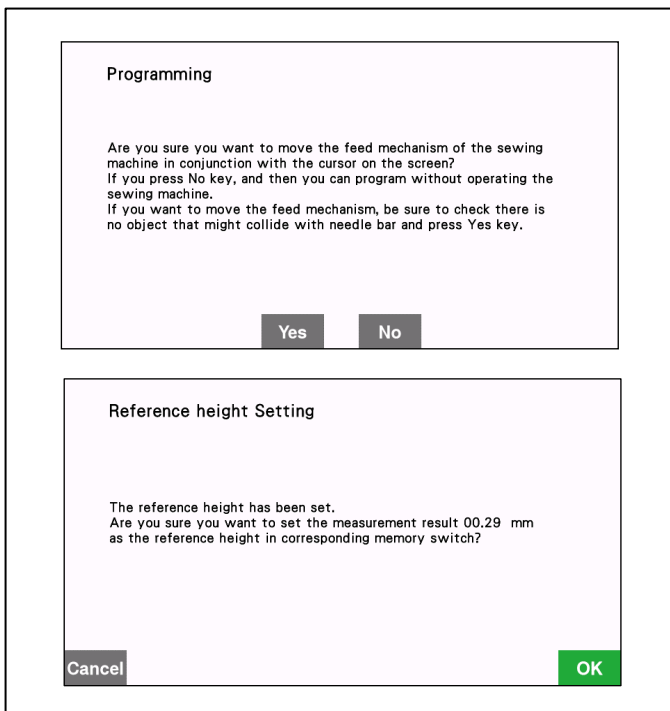 Programming
Are you sure you want to move the feed mechanism of the sewing
machine in conjunction with the cursor on the screen?
If you press No key, and then you can program without operating the
sewing machine.
If you want to move the feed mechanism, be sure to check there is
no object that might collide with needle bar and press Yes key.
Yes No
Reference height Setting
The reference height has been set.
Are you sure you want to set the measurement result 00.29 mm
as the reference height in corresponding memory switch?
Cancel OK